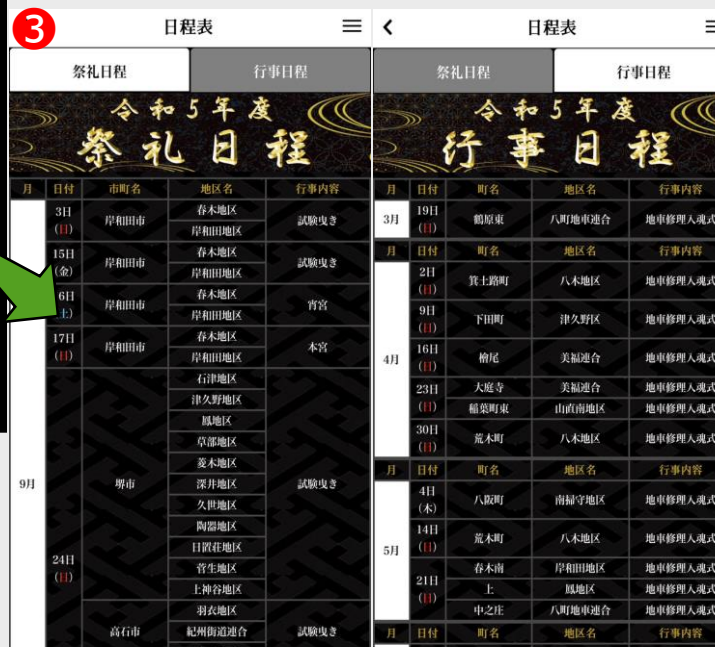 3
日程表
祭礼日程 行事日程
令和5年度
祭礼日程
月 日付 市町名 地区名 行事内容
9月
3日(日) 岸和田市 春木地区 試験曳き
岸和田地区
15日(金) 岸和田市 春木地区 試験曳き
岸和田地区
6日 土) 岸和田市 春木地区 宵宮
岸和田地区
17日(日) 岸和田市 春木地区 本宮
岸和田地区
24日(日) 堺市 石津地区 試験曳き
津久野地区
鳳地区
草部地区
菱木地区
深井地区
久世地区
陶器地区
日置荘地区
菅生地区
上神谷地区
高石市 羽衣地区 試験曳き
紀州街道連合
日程表
祭礼日程 行事日程
令和5年度
行事日程
月 日付 町名 地区名 行事内容
3月 19日(日) 鶴原東 八町地車連合 地車修理入魂式
月 日付 町名 地区名 行事内容
4月
2日(日) 箕土路町 八木地区 地車修理入魂式
9日(日) 下田町 津久野区 地車修理入魂式
16日(日) 檜尾 美福連合 地車修理入魂式
23日(日) 大庭寺 美福連合 地車修理入魂式
稲葉町東 山直南地区 地車修理入魂式
30日(日) 荒木町 八木地区 地車修理入魂式
月 日付 町名 地区名 行事内容
5月
4日(木) 八阪町 南掃守地区 地車修理入魂式
14日(日) 荒木町 八木地区 地車修理入魂式
21日(日) 春木南 岸和田地区 地車修理入魂式
上 鳳地区 地車修理入魂式
中之庄 八町地車連合 地車修理入魂式
月 日付 町名 地区名 行事内容